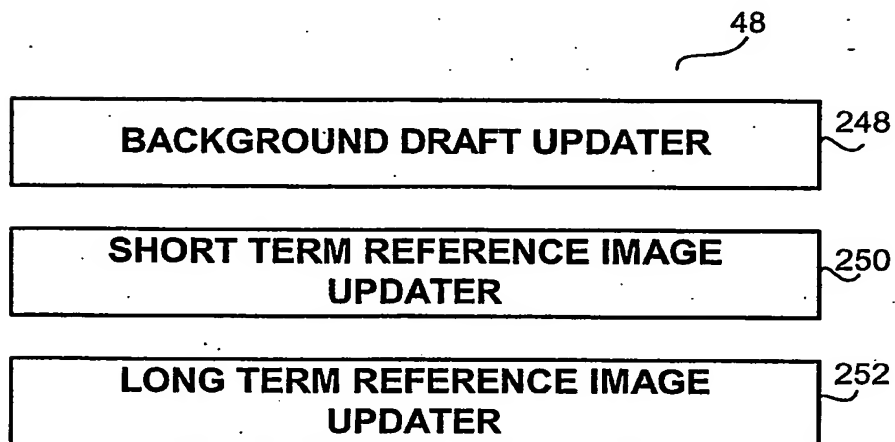 48
BACKGROUND DRAFT UPDATER 248
SHORT TERM REFERENCE IMAGE 250
UPDATER
LONG TERM REFERENCE IMAGE 252
UPDATER